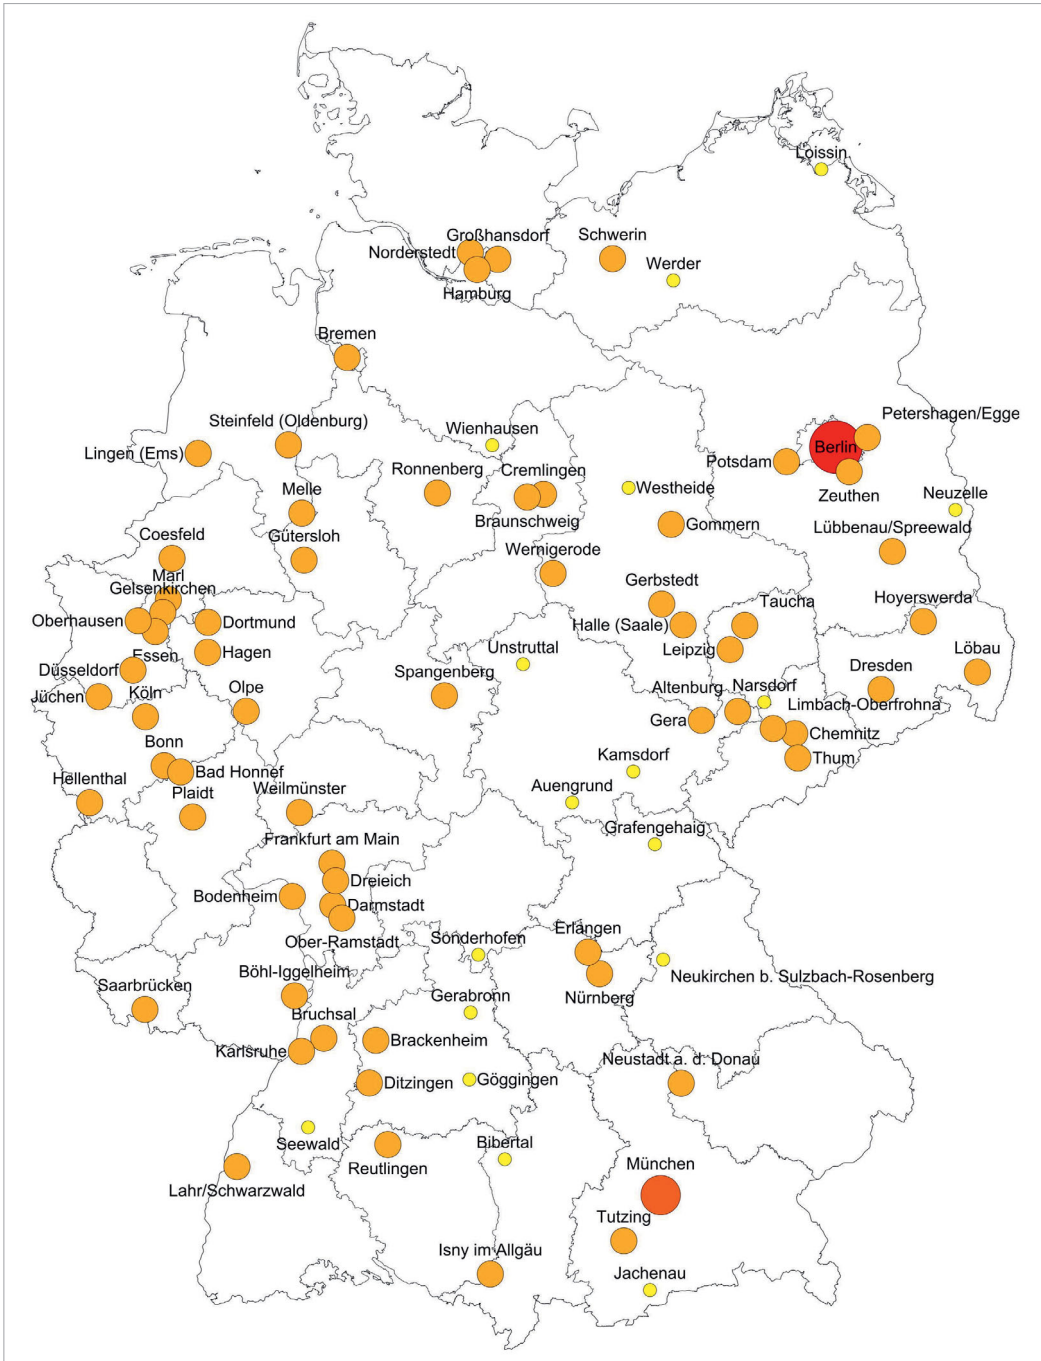 Loissin
Großhansdorf
Schwerin
Norderstedt
Werder
Hamburg
Bremen
Petershagen/Egge
Steinfeld (Oldenburg)
Wienhausen
Berlin
Lingen (Ems)
Potsdam
Ronnenberg
Cremlingen
Melle
Westheide
Zeuthen
Neuzelle
Braunschweig
Gommern
Lübbenau/Spreewald
Coesfeld
Gütersloh
Wernigerode
Marl
Gelsenkirchen
Gerbstedt
Taucha
Hoyerswerda
Oberhausen
Dortmund
Halle (Saale)
Essen
Hagen
Leipzig
Unstruttal
Düsseldorf
Spangenberg
Dresden
Löbau
Jüchen
Köln
Olpe
Altenburg
Narsdorf
Limbach-Oberfrohna
Gera
Chemnitz
Bonn
Thum
Kamsdorf
Hellenthal
Bad Honnef
Weilmünster
Auengrund
Plaidt
Grafengehaig
Frankfurt am Main
Dreieich
Bodenheim
Darmstadt
Erlangen
Ober-Ramstadt
Sonderhofen
Böhl-Iggelheim
Neukirchen b. Sulzbach-Rosenberg
Saarbrücken
Gerabronn
Nürnberg
Bruchsal
Karlsruhe
Brackenheim
Neustadt a. d. Donau
Ditzingen
Göggingen
Seewald
Bibertal
Reutlingen
München
Lahr/Schwarzwald
Tutzing
Isny im Allgäu
Jachenau